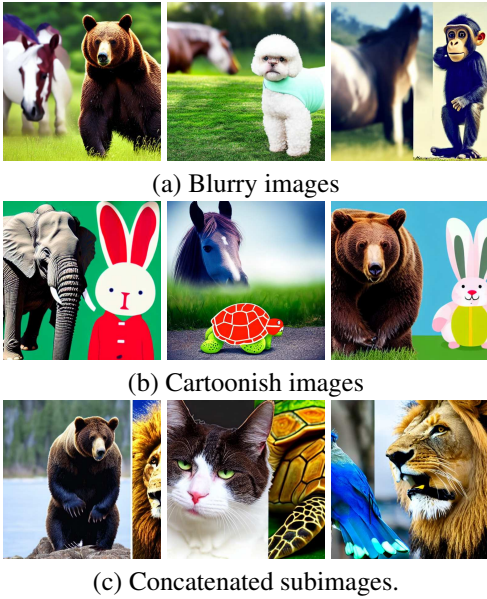 (a) Blurry images
(b) Cartoonish images
(c) Concatenated subimages.